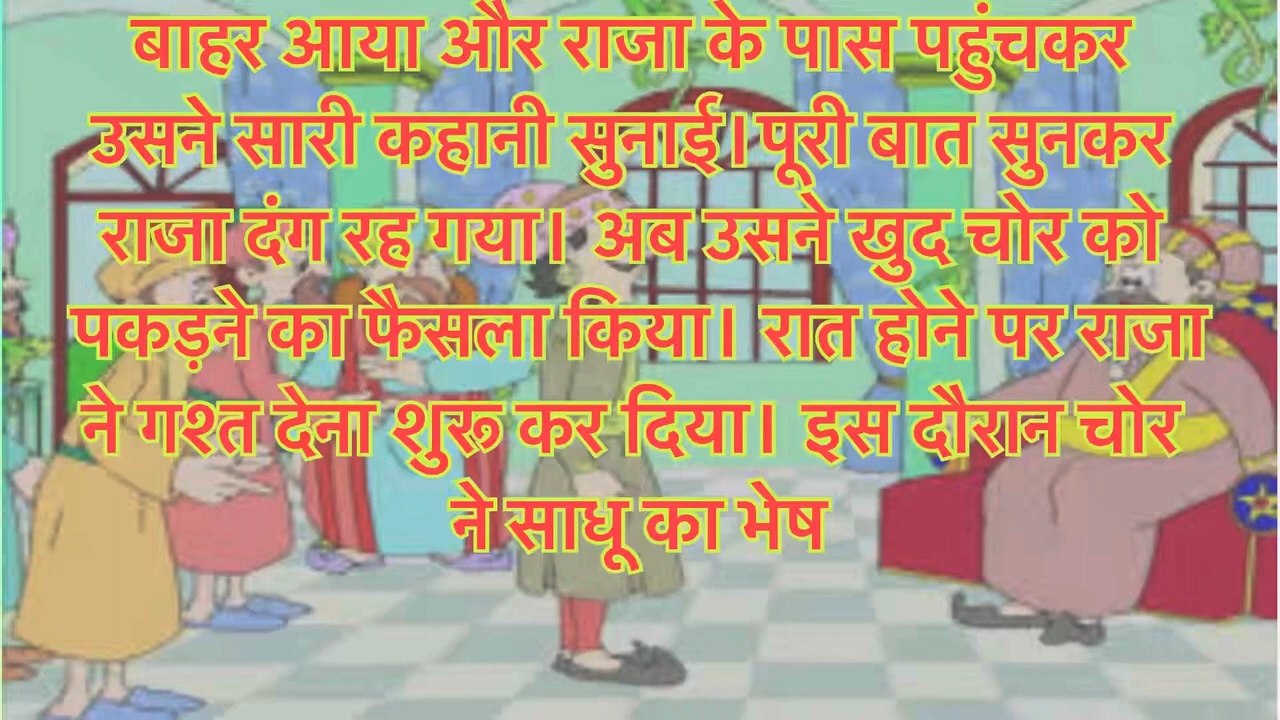 बाहर आया और राजा के पास पहुंचकर
उसने सारी कहानी सुनाई।पूरी बात सुनकर
राजा दंग रह गया। अब उसने खुद चोर को
पकड़ने का फैसला किया। रात होने पर राजा
ने गश्त देना शुरू कर दिया। इस दौरान चोर
ने साधू का भेष